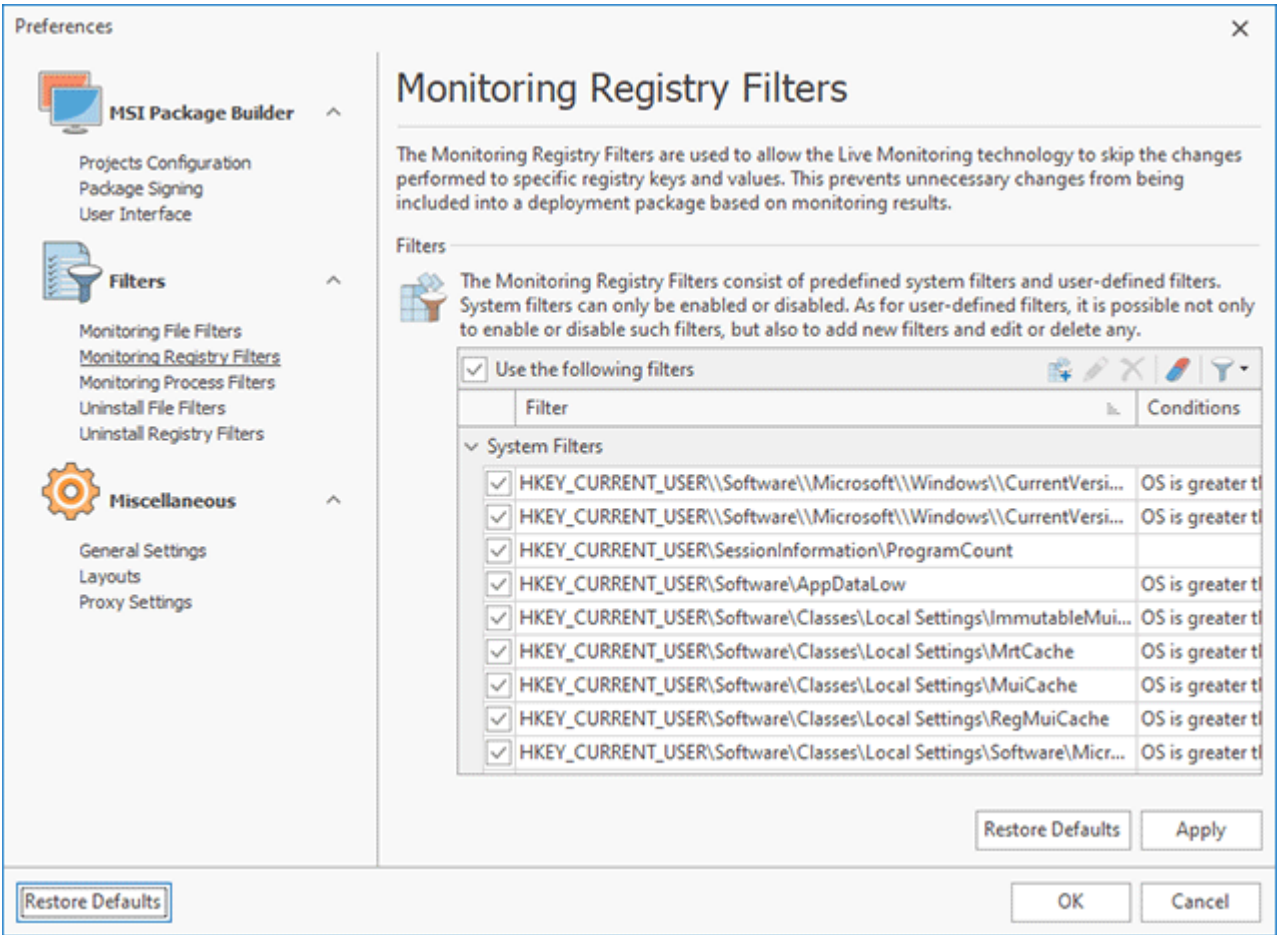 Preferences
MSI Package Builder
Projects Configuration
Package Signing
User Interface
Filters
Monitoring File Filters
Monitoring Registry Filters
Monitoring Process Filters
Uninstall File Filters
Uninstall Registry Filters
Miscellaneous
General Settings
Layouts
Proxy Settings
Monitoring Registry Filters
The Monitoring Registry Filters are used to allow the Live Monitoring technology to skip the changes
performed to specific registry keys and values. This prevents unnecessary changes from being
included into a deployment package based on monitoring results.
Filters
The Monitoring Registry Filters consist of predefined system filters and user-defined filters.
System filters can only be enabled or disabled. As for user-defined filters, it is possible not only
to enable or disable such filters, but also to add new filters and edit or delete any.
Use the following filters
Filter Conditions
System Filters
HKEY_CURRENT_USER\\Software\\Microsoft\\Windows\\CurrentVersi... OS is greater
HKEY_CURRENT_USER\\Software\\Microsoft\\Windows\\CurrentVersi... OS is greater
HKEY_CURRENT_USER\SessionInformation\ProgramCount
HKEY_CURRENT_USER\Software\AppDataLow OS is greater
HKEY_CURRENT_USER\Software\Classes\Local Settings\ImmutableMui... OS is greater
HKEY_CURRENT_USER\Software\Classes\Local Settings\MrtCache OS is greater
HKEY_CURRENT_USER\Software\Classes\Local Settings\MuiCache OS is greater
HKEY_CURRENT_USER\Software\Classes\Local Settings\RegMuiCache OS is greater
HKEY_CURRENT_USER\Software\Classes\Local Settings\Software\Micr... OS is greater
Restore Defaults Apply
Restore Defaults OK Cancel